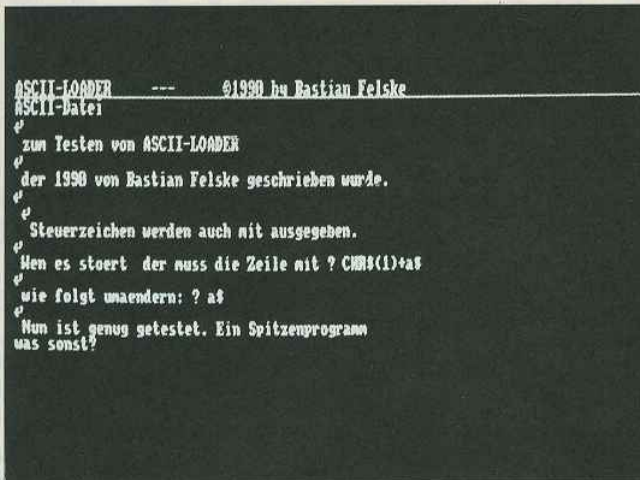 ASCII-LOADER --- ©1990 by Bastian Felske
ASCII-Datei
zum Testen von ASCII-LOADER
der 1990 von Bastian Felske geschrieben wurde.
Steuerzeichen werden auch mit ausgegeben.
Wen es stoert der muss die Zeile mit ? CHR$(1)+a$
wie folgt umaendern: ? a$
Nun ist genug getestet. Ein Spitzenprogramm
was sonst?